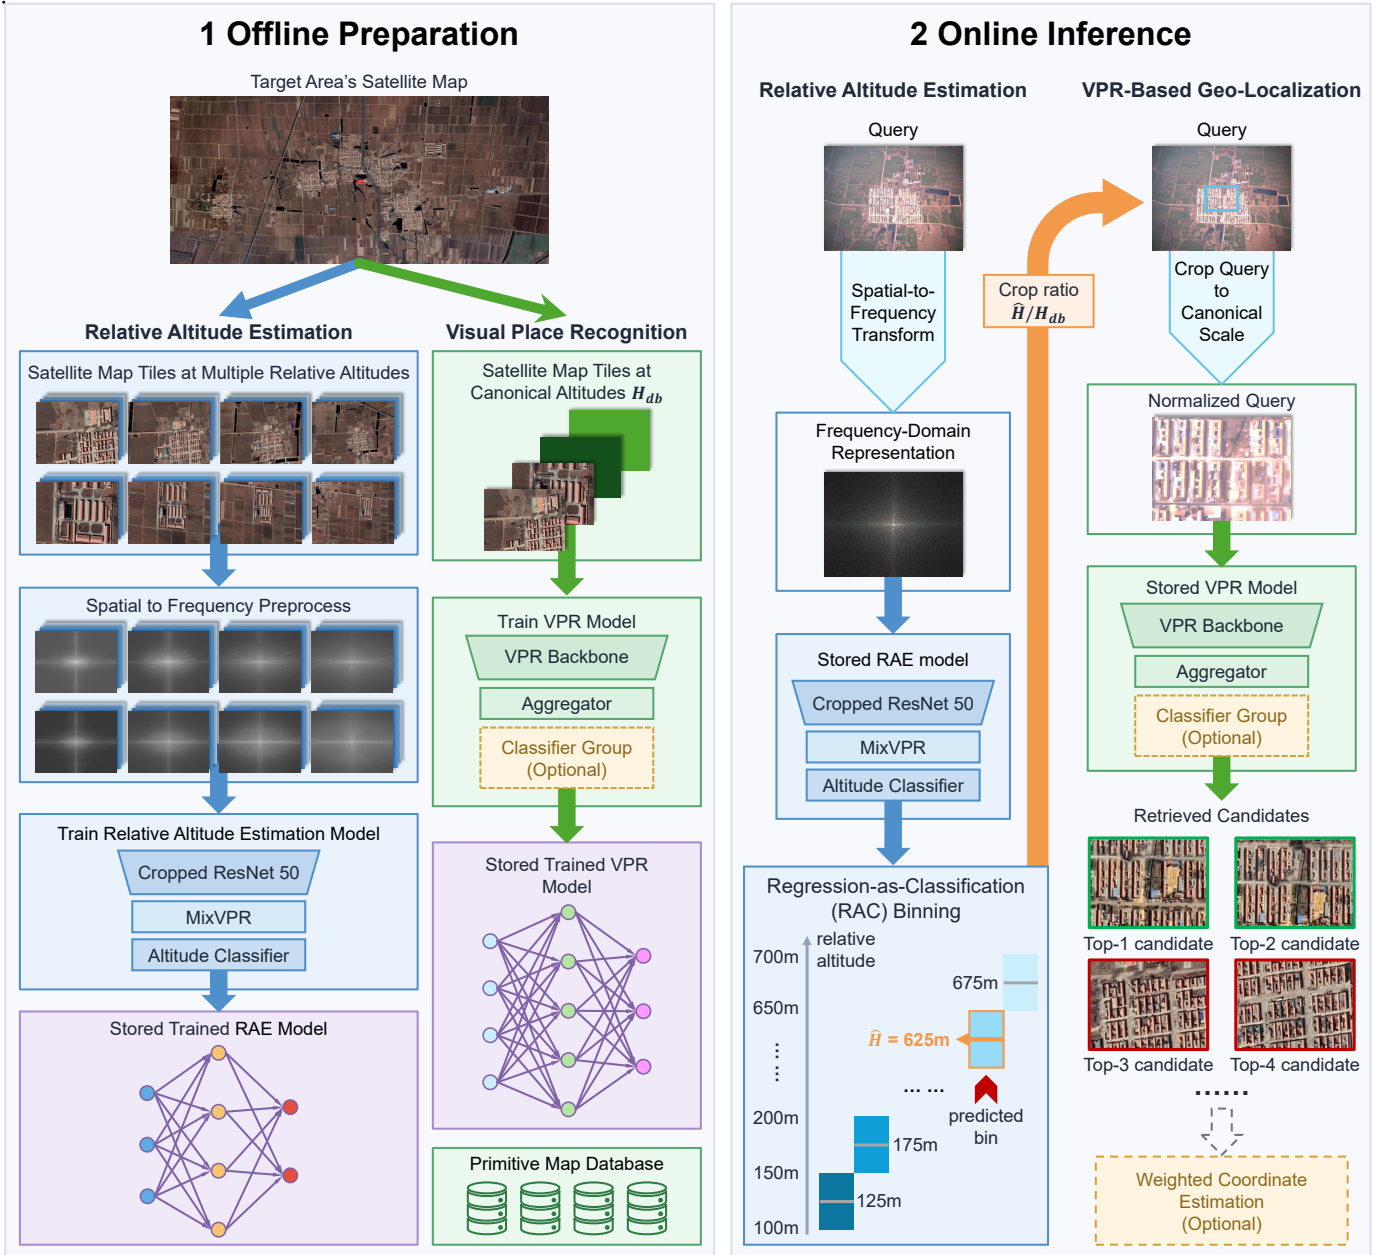 1 Offline Preparation
Target Area's Satellite Map
Relative Altitude Estimation
Satellite Map Tiles at Multiple Relative Altitudes
Spatial to Frequency Preprocess
Train Relative Altitude Estimation Model
Cropped ResNet 50
MixVPR
Altitude Classifier
Stored Trained RAE Model
Visual Place Recognition
Satellite Map Tiles at
Canonical Altitudes H_db
Train VPR Model
VPR Backbone
Aggregator
Classifier Group
(Optional)
Stored Trained VPR
Model
Primitive Map Database
2 Online Inference
Relative Altitude Estimation
Query
Spatial-to-
Frequency
Transform
Frequency-Domain
Representation
Stored RAE model
Cropped ResNet 50
MixVPR
Altitude Classifier
Regression-as-Classification
(RAC) Binning
relative
altitude
700m
675m
650m
Ĥ = 625m
... ...
predicted
bin
200m
175m
150m
125m
100m
Crop ratio
Ĥ/H_db
VPR-Based Geo-Localization
Query
Crop Query
to
Canonical
Scale
Normalized Query
Stored VPR Model
VPR Backbone
Aggregator
Classifier Group
(Optional)
Retrieved Candidates
Top-1 candidate
Top-2 candidate
Top-3 candidate
Top-4 candidate
......
Weighted Coordinate
Estimation
(Optional)